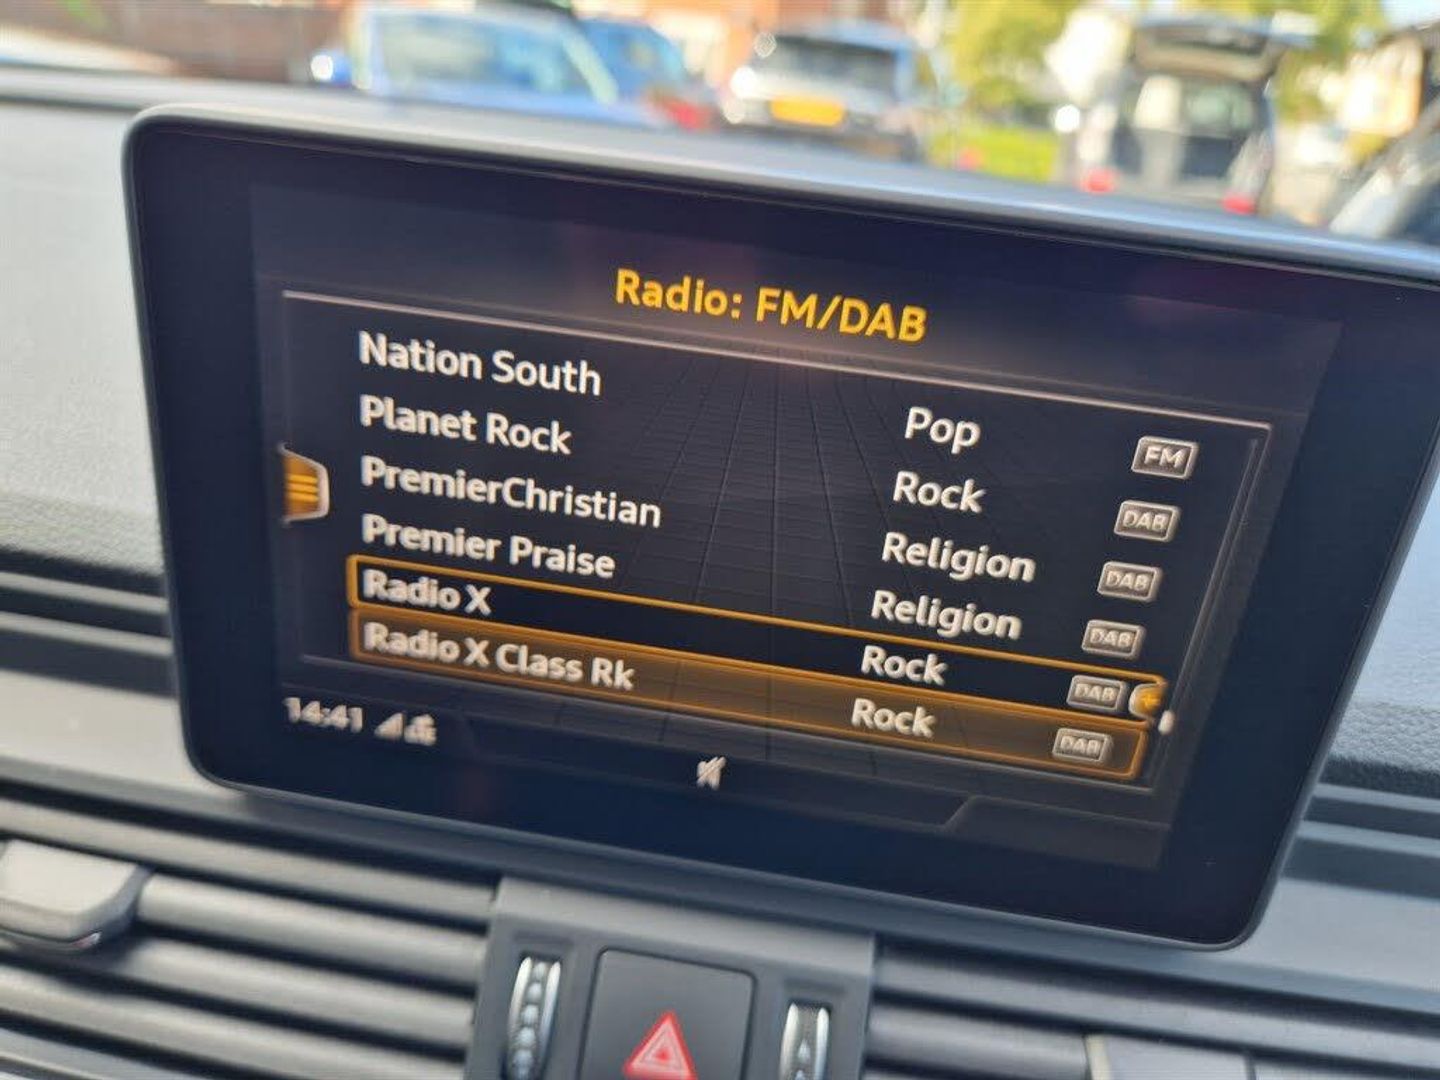 Radio: FM/DAB
Nation South Pop FM
Planet Rock Rock DAB
PremierChristian Religion DAB
Premier Praise Religion DAB
Radio X Rock DAB
Radio X Class Rk Rock DAB
14:41